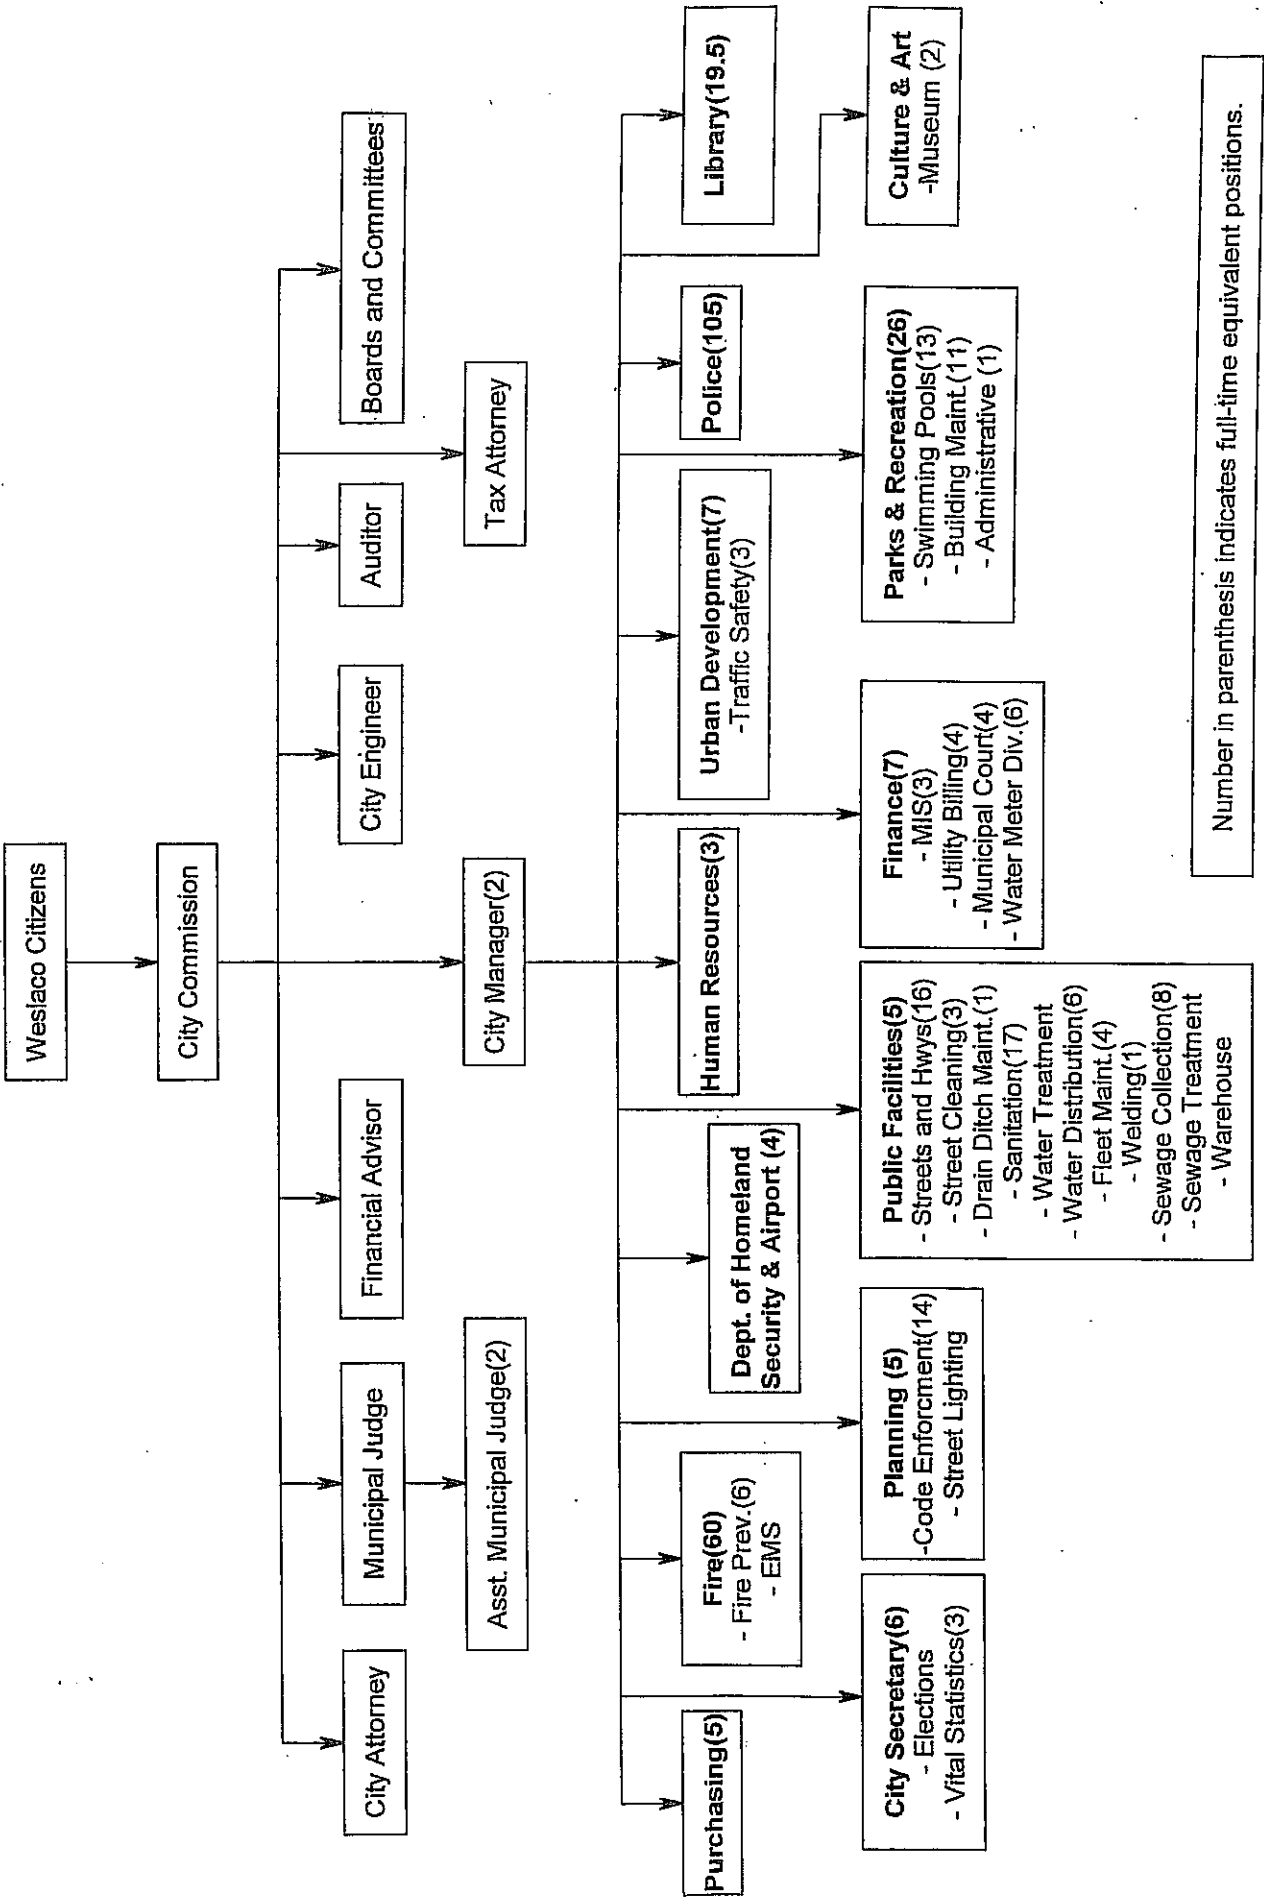 Weslaco Citizens
City Commission
City Attorney
Municipal Judge
Financial Advisor
City Engineer
Auditor
Boards and Committees
Asst. Municipal Judge(2)
City Manager(2)
Tax Attorney
Purchasing(5)
Fire(60)
- Fire Prev.(6)
- EMS
Dept. of Homeland
Security & Airport (4)
Human Resources(3)
Urban Development(7)
-Traffic Safety(3)
Police(105)
Library(19.5)
City Secretary(6)
- Elections
- Vital Statistics(3)
Planning (5)
-Code Enforcment(14)
- Street Lighting
Public Facilities(5)
- Streets and Hwys(16)
- Street Cleaning(3)
- Drain Ditch Maint.(1)
- Sanitation(17)
- Water Treatment
- Water Distribution(6)
- Fleet Maint.(4)
- Welding(1)
- Sewage Collection(8)
- Sewage Treatment
- Warehouse
Finance(7)
- MIS(3)
- Utility Billing(4)
- Municipal Court(4)
- Water Meter Div.(6)
Parks & Recreation(26)
- Swimming Pools(13)
- Building Maint.(11)
- Administrative (1)
Culture & Art
-Museum (2)
Number in parenthesis indicates full-time equivalent positions.